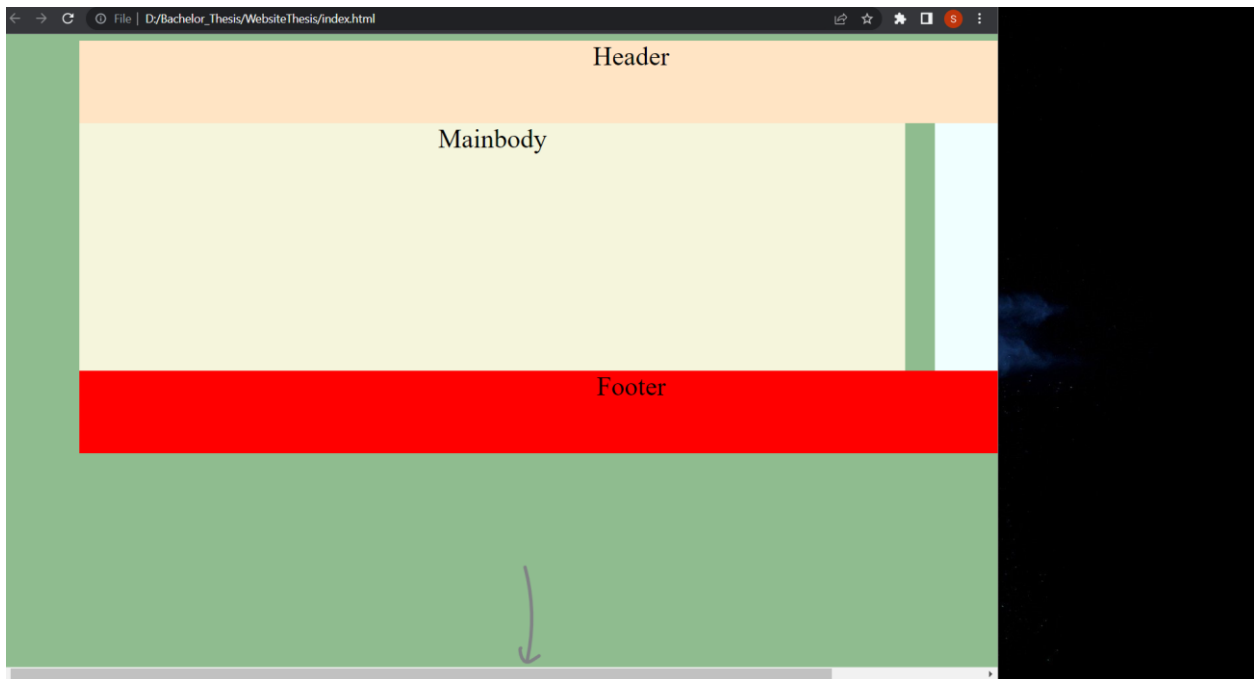 File | D:/Bachelor_Thesis/WebsiteThesis/index.html
S
Header
Mainbody
Footer